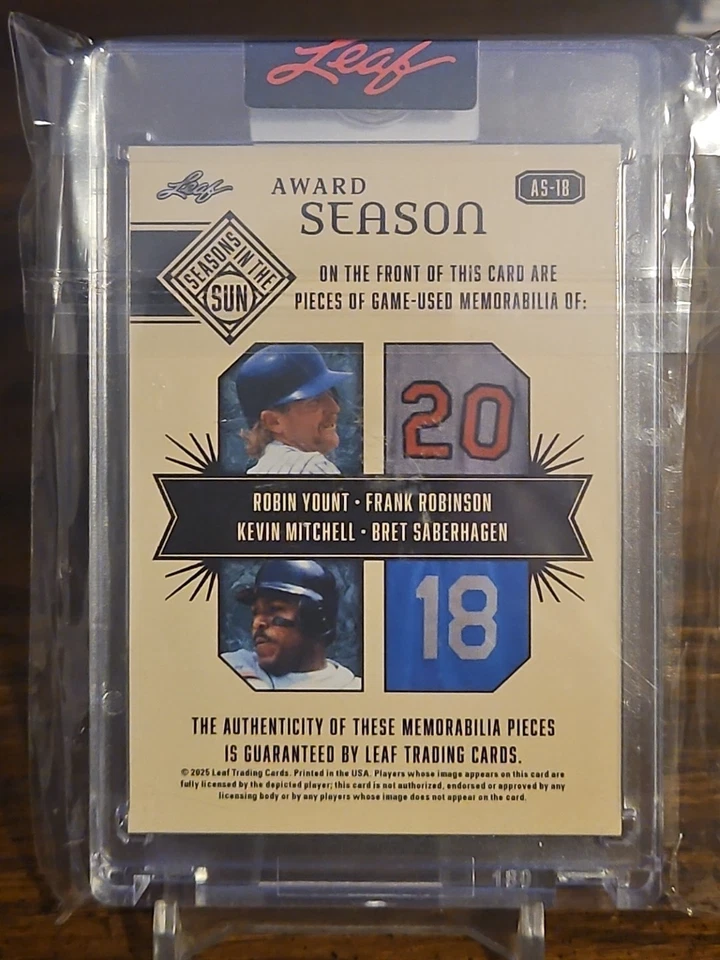 Leaf
Leaf
AWARD
SEASON
AS-18
SEASONS IN THE
SUN
ON THE FRONT OF THIS CARD ARE
PIECES OF GAME-USED MEMORABILIA OF:
20
ROBIN YOUNT · FRANK ROBINSON
KEVIN MITCHELL · BRET SABERHAGEN
18
THE AUTHENTICITY OF THESE MEMORABILIA PIECES
IS GUARANTEED BY LEAF TRADING CARDS.
© 2025 Leaf Trading Cards. Printed in the USA. Players whose image appears on this card are
fully licensed by the depicted player; this card is not authorized, endorsed or approved by any
licensing body or by any players whose image does not appear on the card.
180